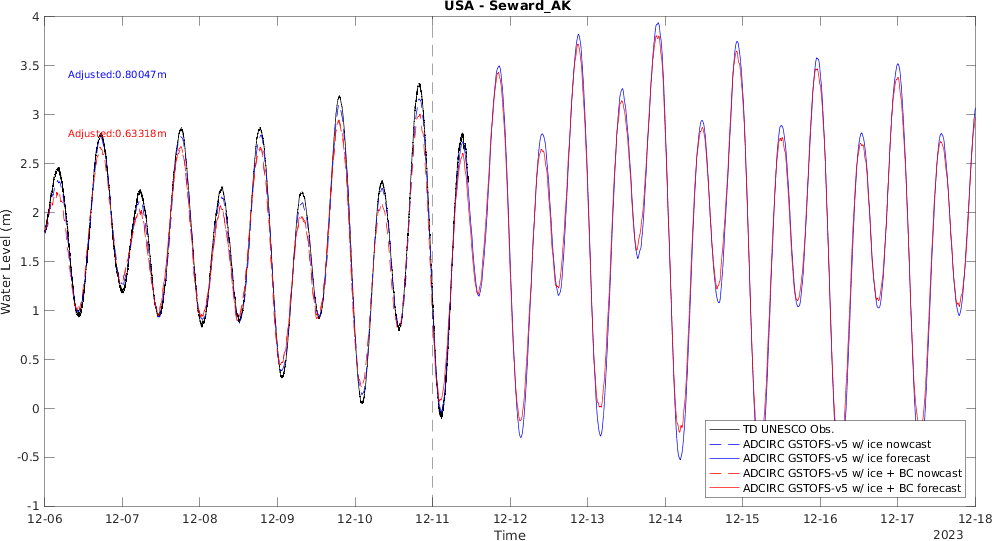 USA - Seward_AK
4
3.5
3
2.5
2
1.5
1
0.5
0
-0.5
-1
Water Level (m)
Adjusted:0.80047m
Adjusted:0.63318m
TD UNESCO Obs.
ADCIRC GSTOFS-v5 w/ ice nowcast
ADCIRC GSTOFS-v5 w/ ice forecast
ADCIRC GSTOFS-v5 w/ ice + BC nowcast
ADCIRC GSTOFS-v5 w/ ice + BC forecast
12-06 12-07 12-08 12-09 12-10 12-11 12-12 12-13 12-14 12-15 12-16 12-17 12-18
Time
2023